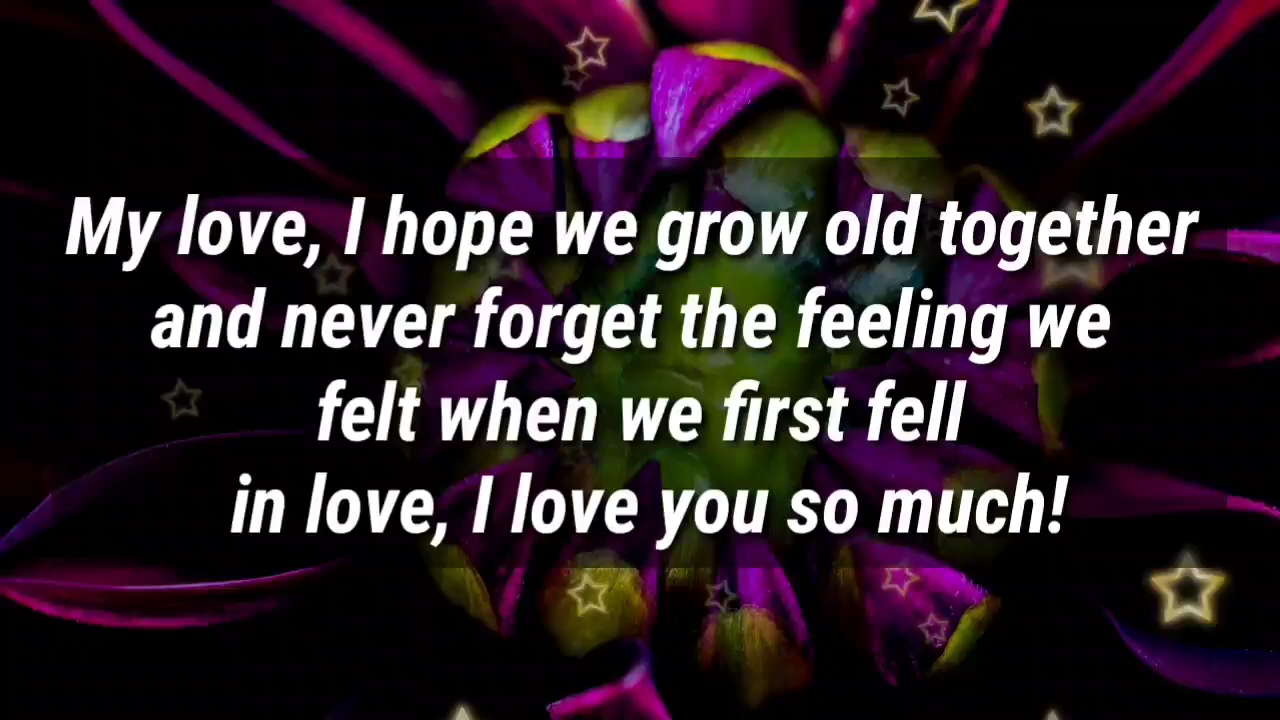 My love, I hope we grow old together
and never forget the feeling we
felt when we first fell
in love, I love you so much!